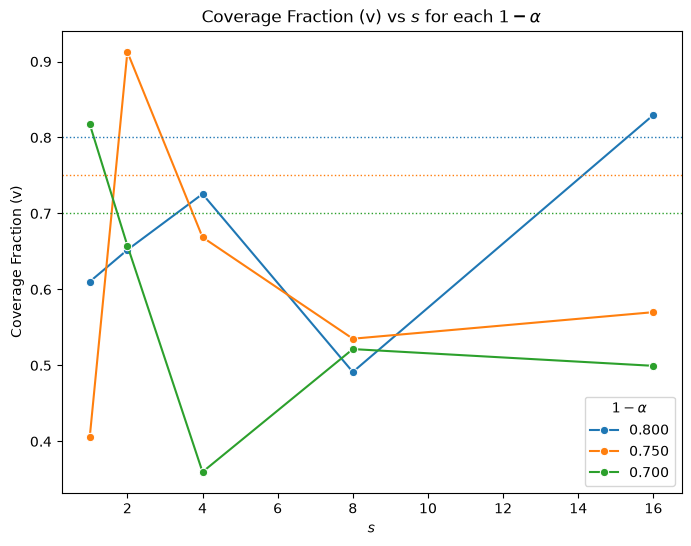 Coverage Fraction (v) vs s for each 1 − α
Coverage Fraction (v)
0.9
0.8
0.7
0.6
0.5
0.4
2 4 6 8 10 12 14 16
s
1 − α
0.800
0.750
0.700